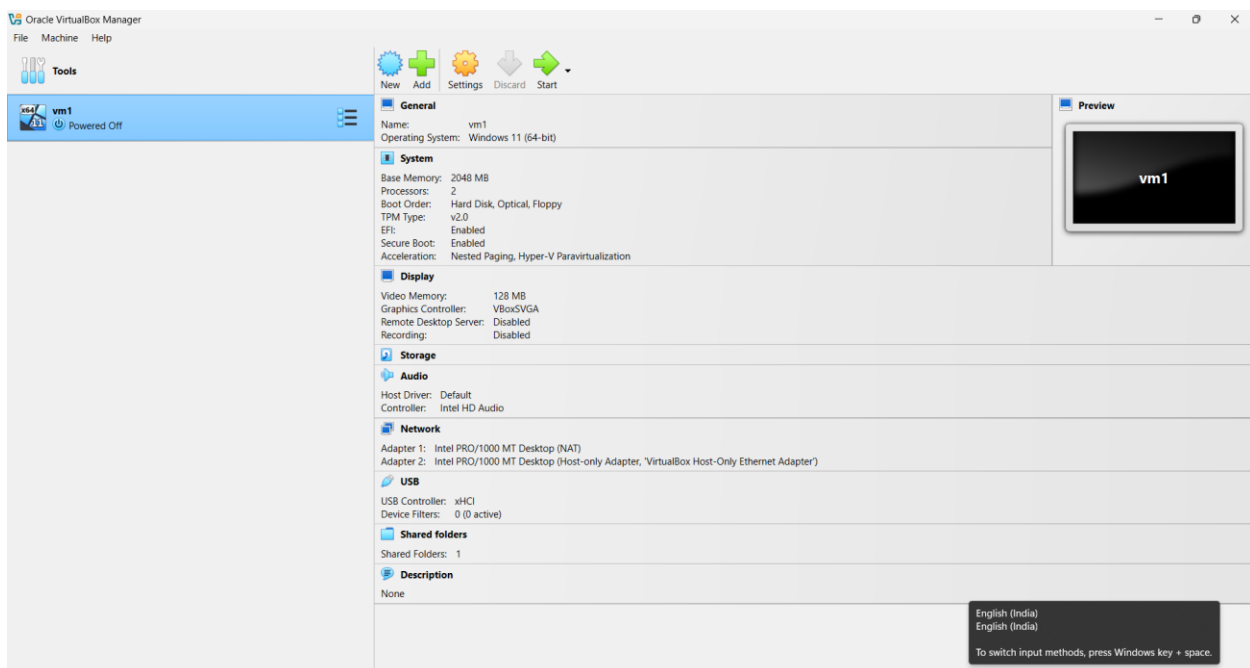 Oracle VirtualBox Manager
File Machine Help
Tools
New Add Settings Discard Start
x64 11
vm1
Powered Off
General
Name: vm1
Operating System: Windows 11 (64-bit)
Preview
vm1
System
Base Memory: 2048 MB
Processors: 2
Boot Order: Hard Disk, Optical, Floppy
TPM Type: v2.0
EFI: Enabled
Secure Boot: Enabled
Acceleration: Nested Paging, Hyper-V Paravirtualization
Display
Video Memory: 128 MB
Graphics Controller: VBoxSVGA
Remote Desktop Server: Disabled
Recording: Disabled
Storage
Audio
Host Driver: Default
Controller: Intel HD Audio
Network
Adapter 1: Intel PRO/1000 MT Desktop (NAT)
Adapter 2: Intel PRO/1000 MT Desktop (Host-only Adapter, 'VirtualBox Host-Only Ethernet Adapter')
USB
USB Controller: xHCI
Device Filters: 0 (0 active)
Shared folders
Shared Folders: 1
Description
None
English (India)
English (India)
To switch input methods, press Windows key + space.